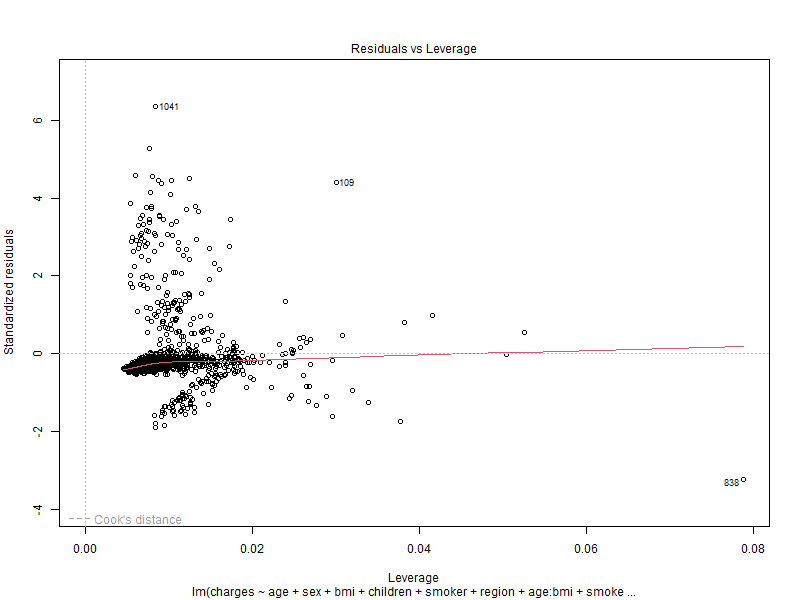 Residuals vs Leverage
1041
109
838
6
4
2
0
-2
-4
Standardized residuals
Cook's distance
0.00 0.02 0.04 0.06 0.08
Leverage
lm(charges ~ age + sex + bmi + children + smoker + region + age:bmi + smoke ...